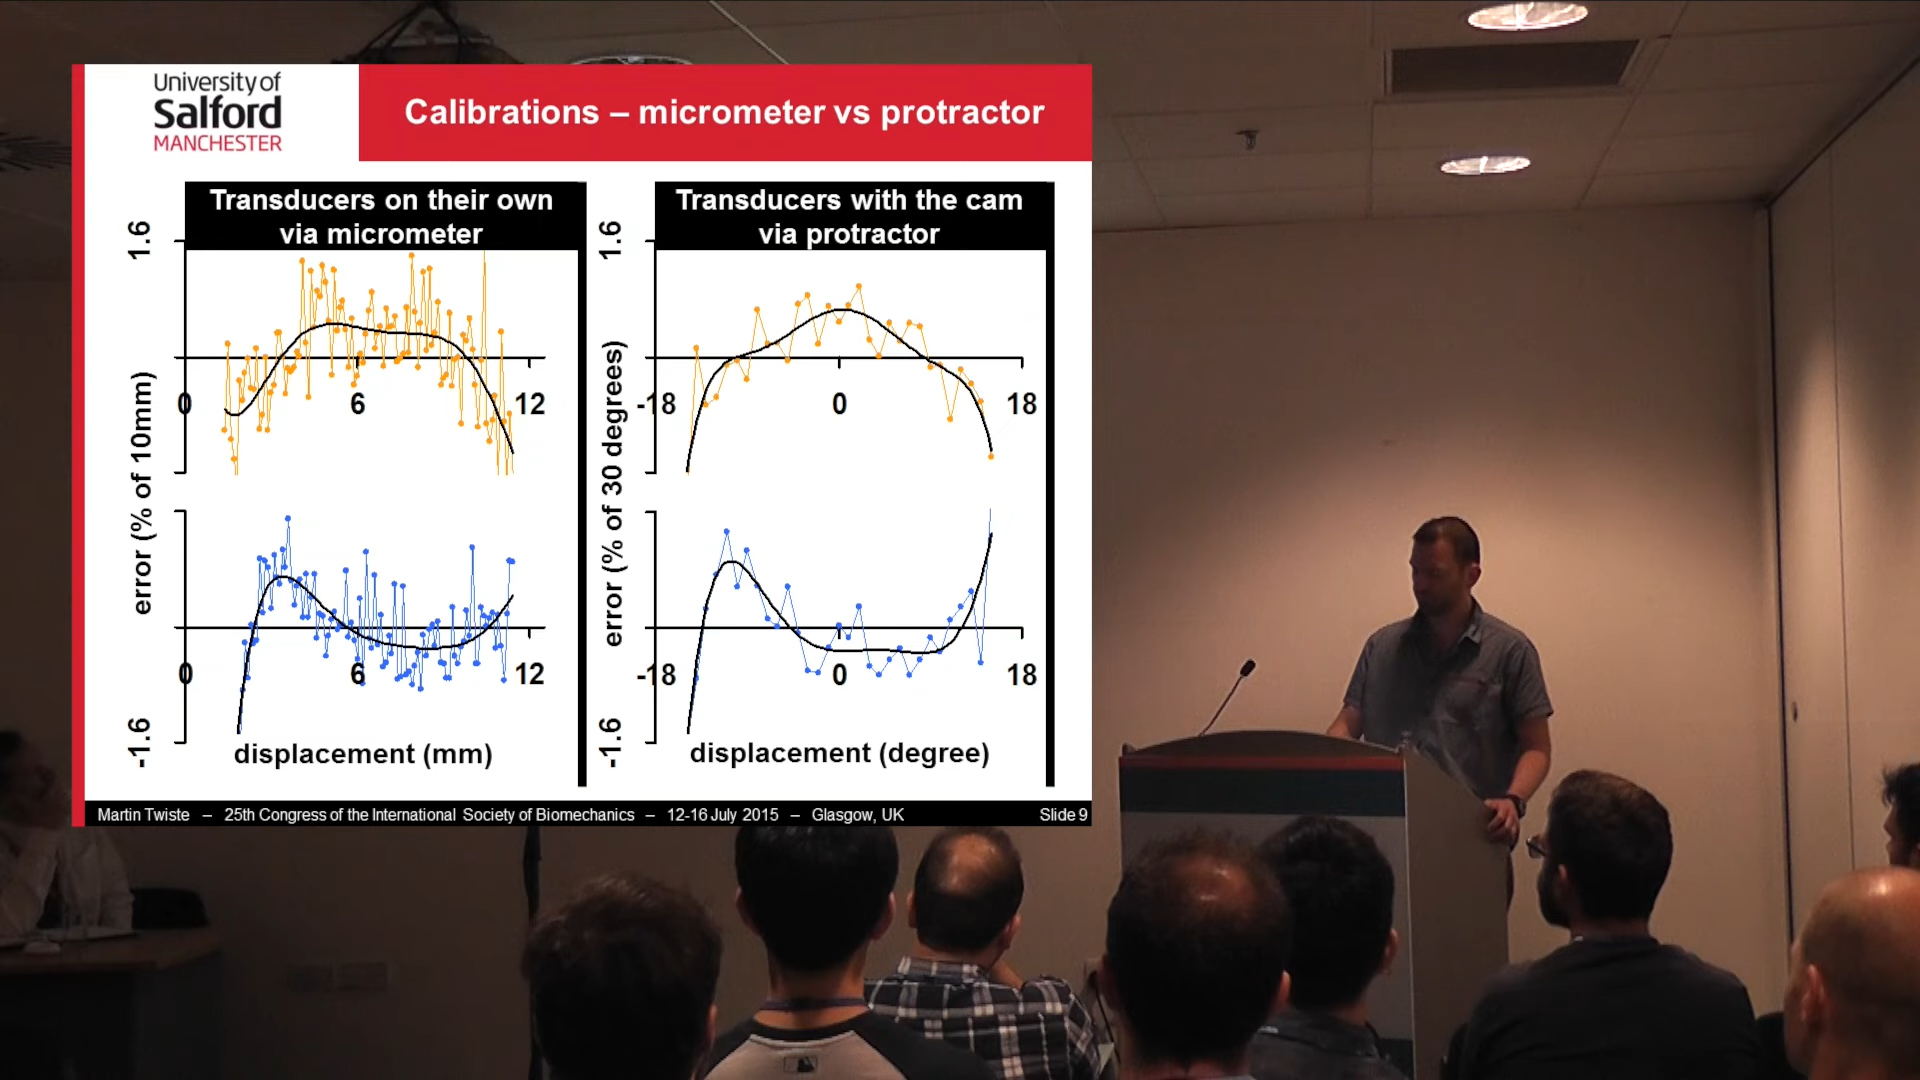 University of
Salford
MANCHESTER
Calibrations – micrometer vs protractor
Transducers on their own
via micrometer
Transducers with the cam
via protractor
1.6
1.6
0
6
12
-18
0
18
error (% of 10mm)
error (% of 30 degrees)
0
6
12
-18
0
18
-1.6
-1.6
displacement (mm)
displacement (degree)
Martin Twiste – 25th Congress of the International Society of Biomechanics – 12-16 July 2015 – Glasgow, UK
Slide 9